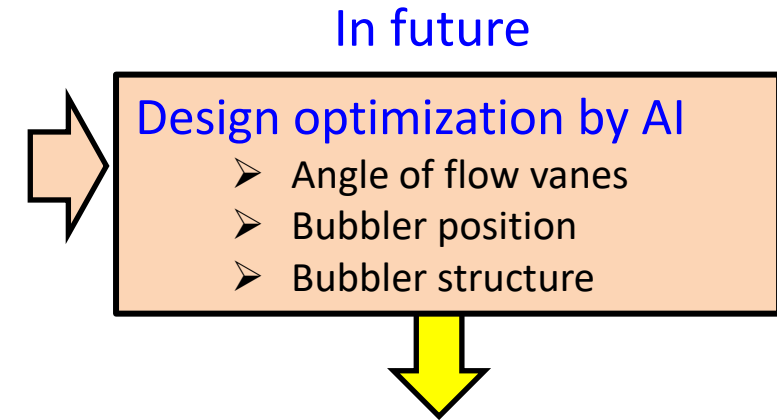 In future
Design optimization by AI
➢ Angle of flow vanes
➢ Bubbler position
➢ Bubbler structure